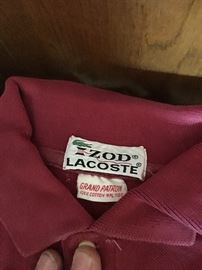 IZOD®
LACOSTE®
GRAND PATRON